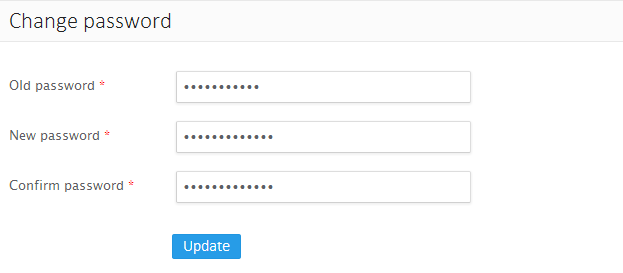 Change password
Old password * •••••••••••
New password * •••••••••••••
Confirm password * •••••••••••••
Update